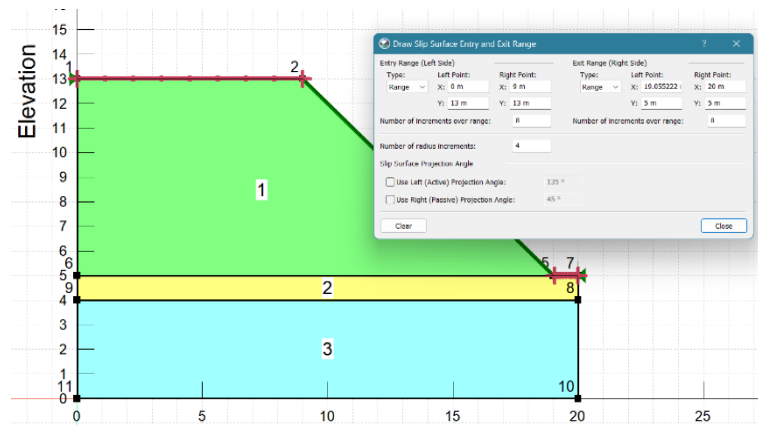 15
14
13
12
11
10
9
8
7
6
5
4
3
2
1
0
Elevation
1
2
6
5
7
9
8
11
10
1
2
3
0
5
10
15
20
25
Draw Slip Surface Entry and Exit Range
? ×
Entry Range (Left Side)
Type: Left Point: Right Point:
Range X: 0 m X: 9 m
Y: 13 m Y: 13 m
Number of increments over range: 8
Exit Range (Right Side)
Type: Left Point: Right Point:
Range X: 19.055222 X: 20 m
Y: 5 m Y: 5 m
Number of increments over range: 8
Number of radius increments: 4
Slip Surface Projection Angle
Use Left (Active) Projection Angle: 135 °
Use Right (Passive) Projection Angle: 45 °
Clear
Close